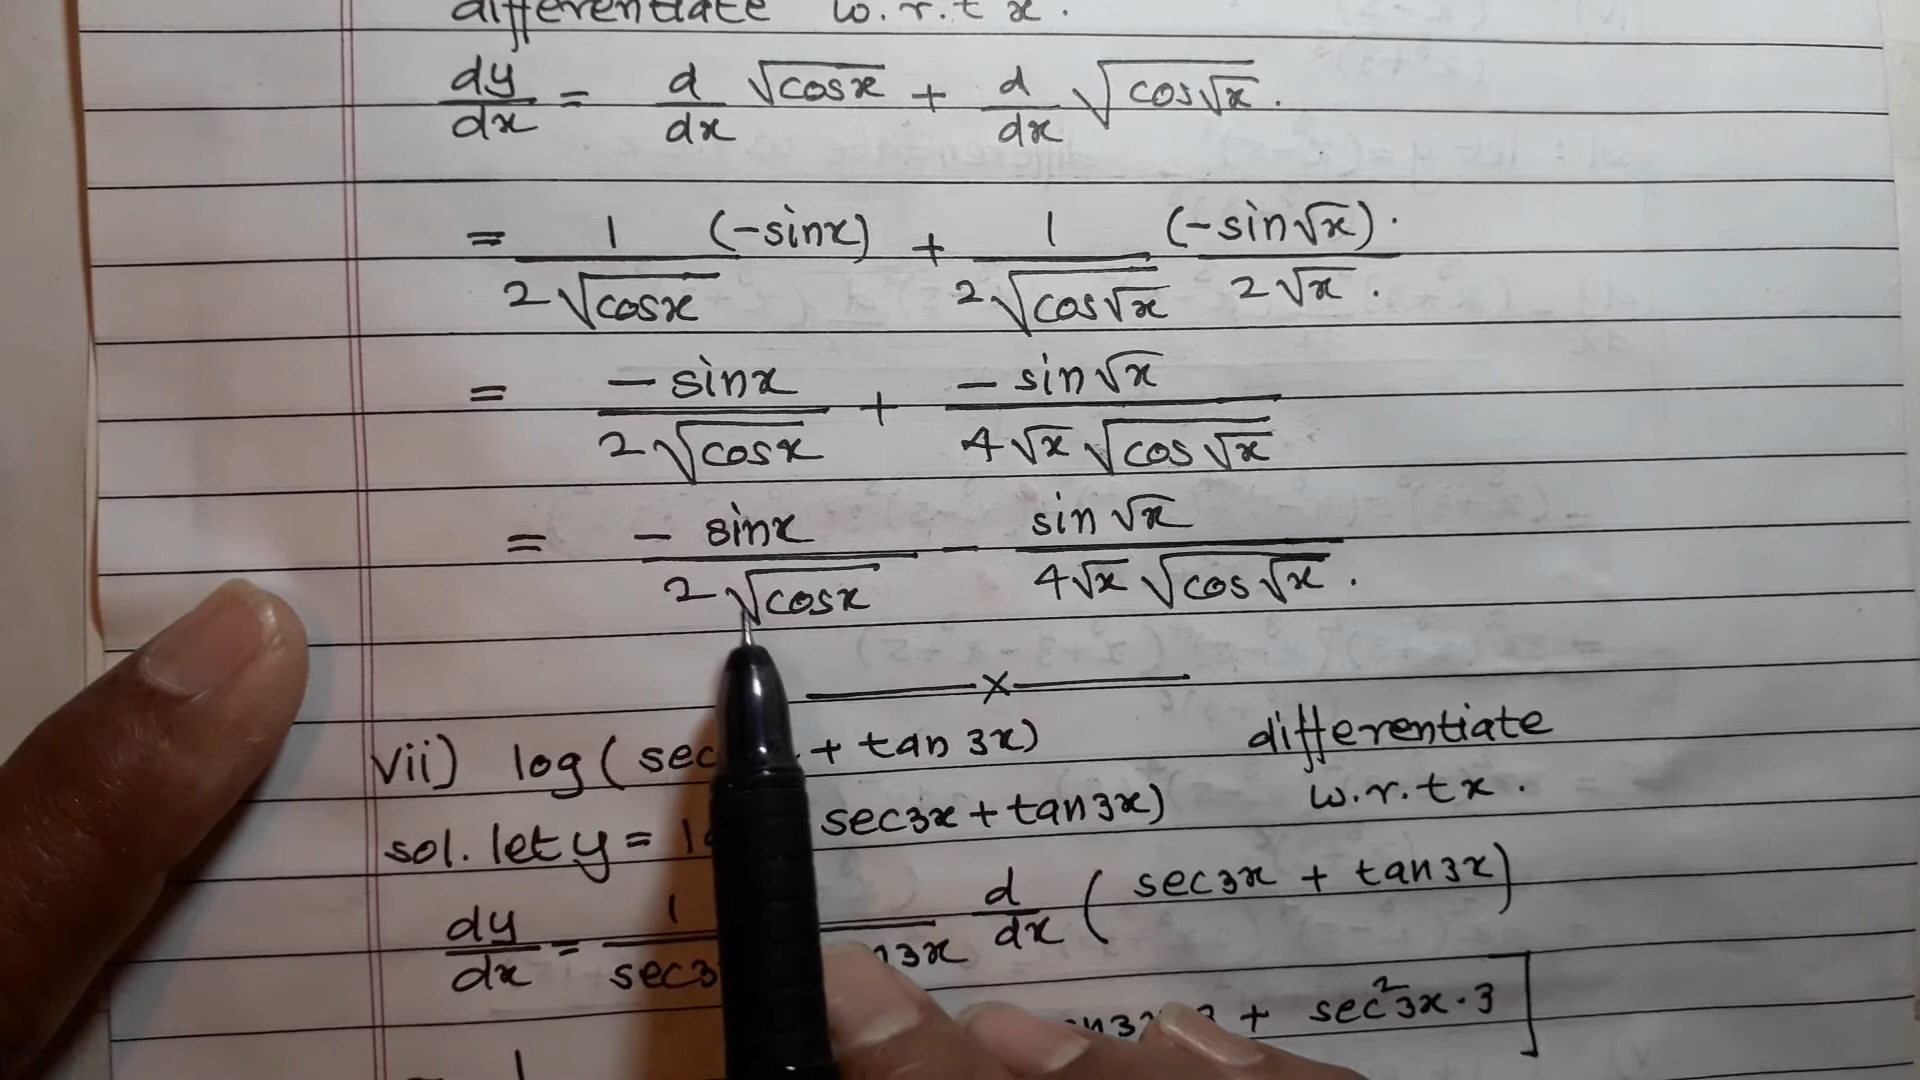 differentiate w.r.t x.
dy/dx = d/dx √cosx + d/dx √cos√x.
= 1/2√cosx (-sinx) + 1/2√cos√x (-sin√x)/2√x.
= -sinx/2√cosx + -sin√x/4√x√cos√x
= - sinx/2√cosx - sin√x/4√x√cos√x.
x
vii) log(sec + tan 3x) differentiate
w.r.t x.
sol. let y = sec3x + tan3x)
dy/dx = 1/sec3 3x d/dx (sec3x + tan3x)
+ sec²3x·3]